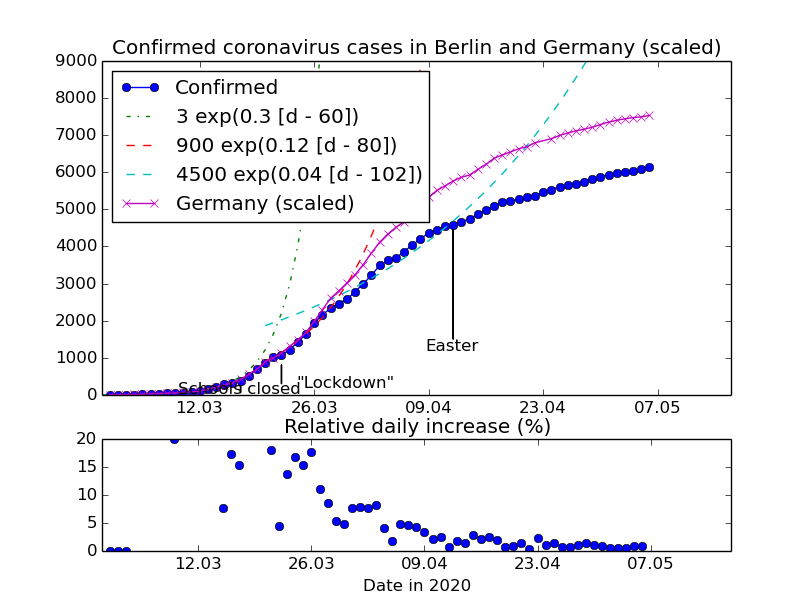 Confirmed coronavirus cases in Berlin and Germany (scaled)
9000
8000
7000
6000
5000
4000
3000
2000
1000
0
Confirmed
3 exp(0.3 [d - 60])
900 exp(0.12 [d - 80])
4500 exp(0.04 [d - 102])
Germany (scaled)
Easter
"Lockdown"
Schools closed
12.03 26.03 09.04 23.04 07.05
Relative daily increase (%)
20
15
10
5
0
12.03 26.03 09.04 23.04 07.05
Date in 2020